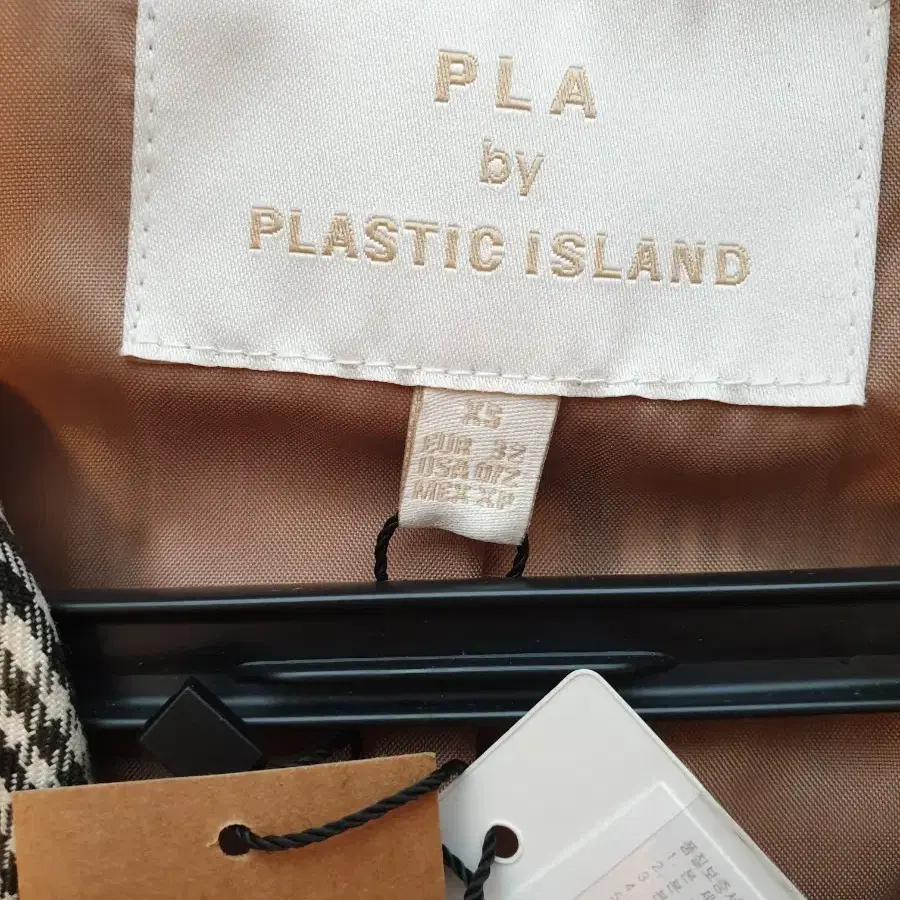 PLA
by
PLASTIC ISLAND
XS
EUR 32
USA 0/2
MEX XP